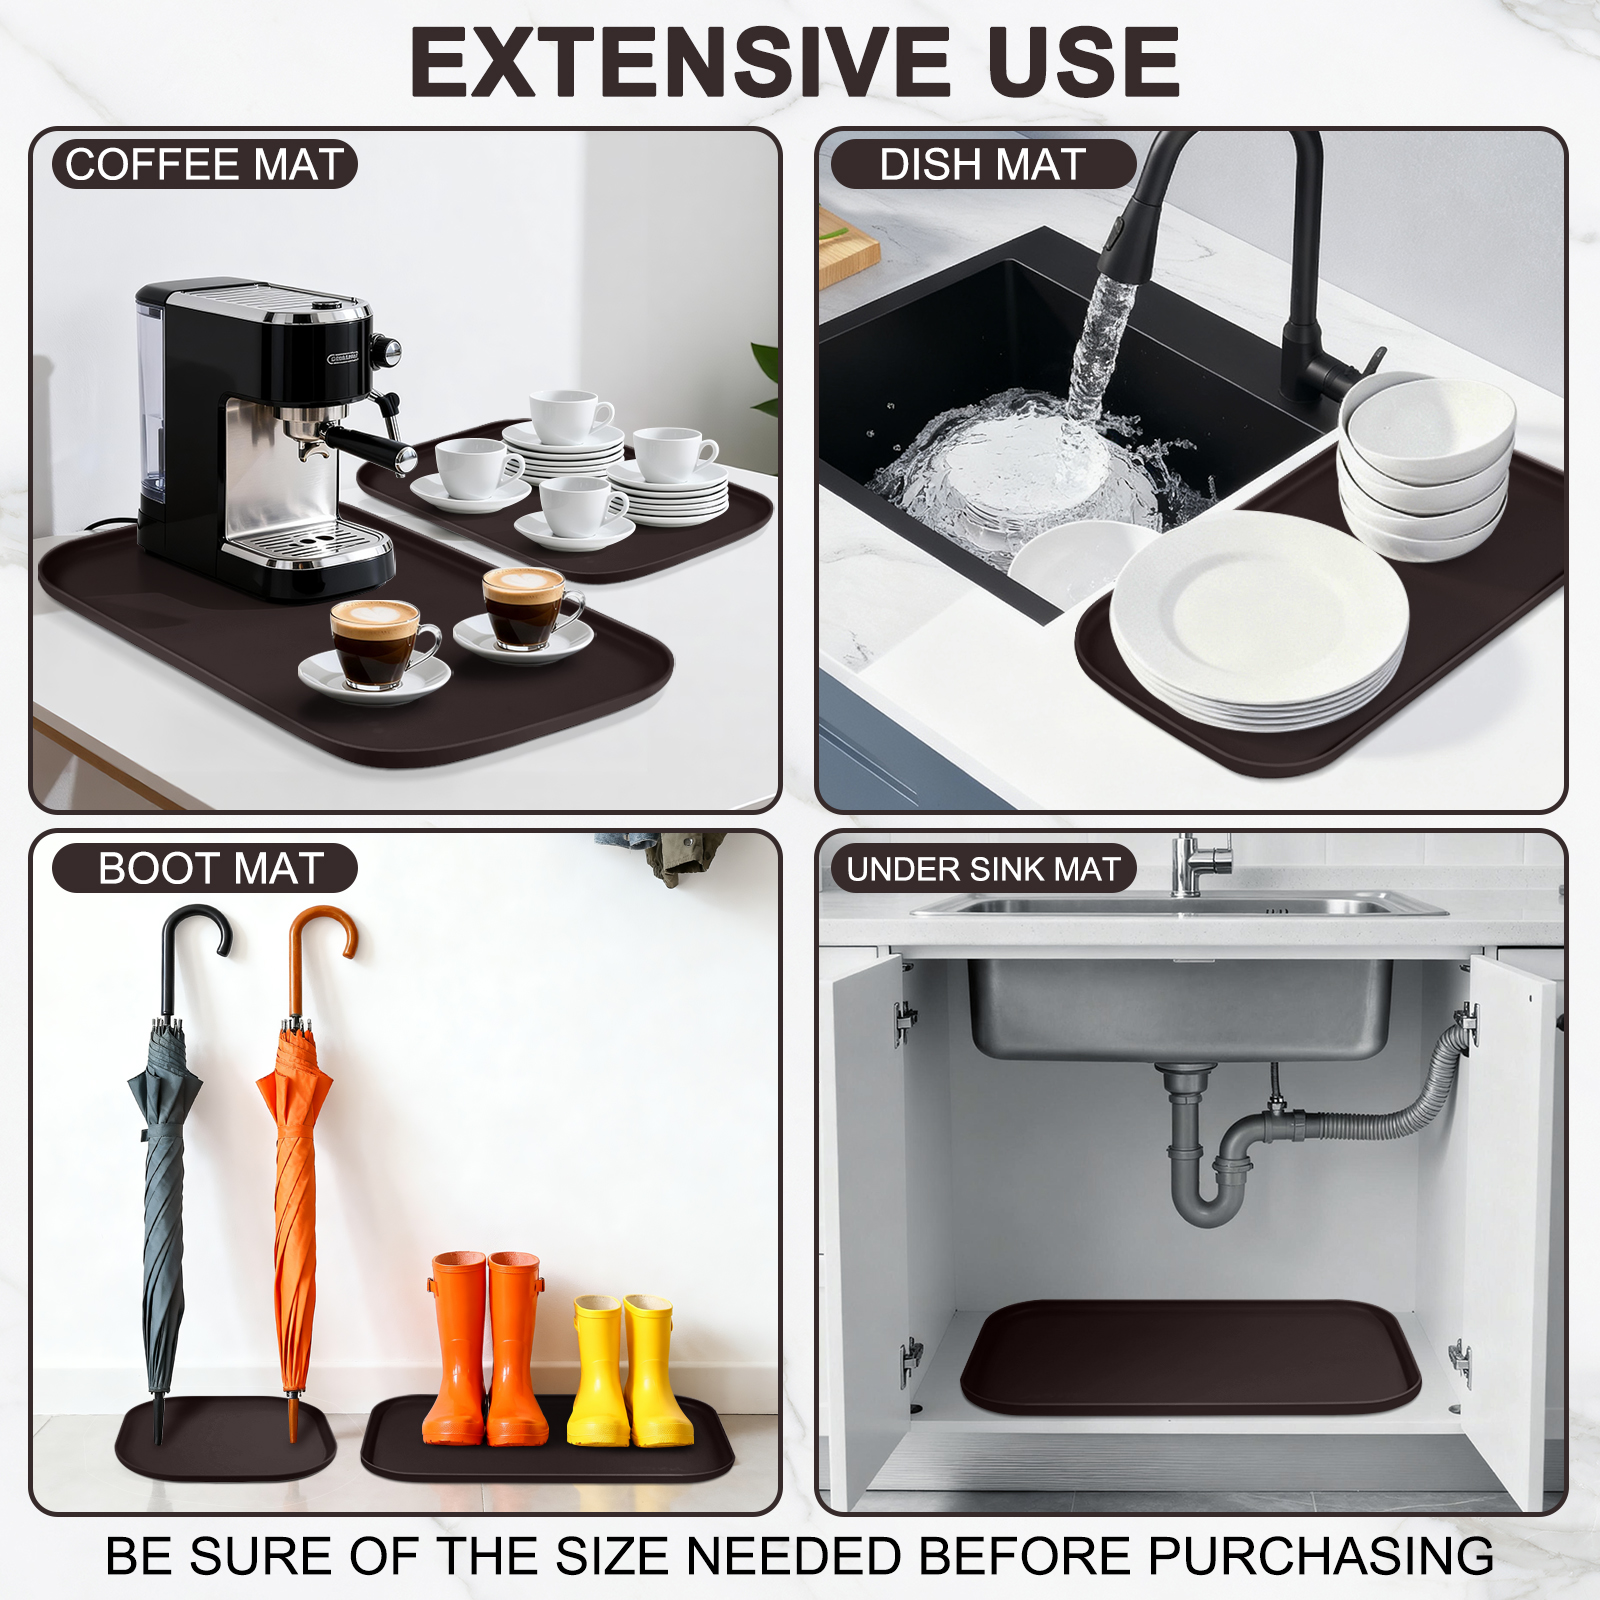 EXTENSIVE USE
COFFEE MAT
DISH MAT
BOOT MAT
UNDER SINK MAT
BE SURE OF THE SIZE NEEDED BEFORE PURCHASING